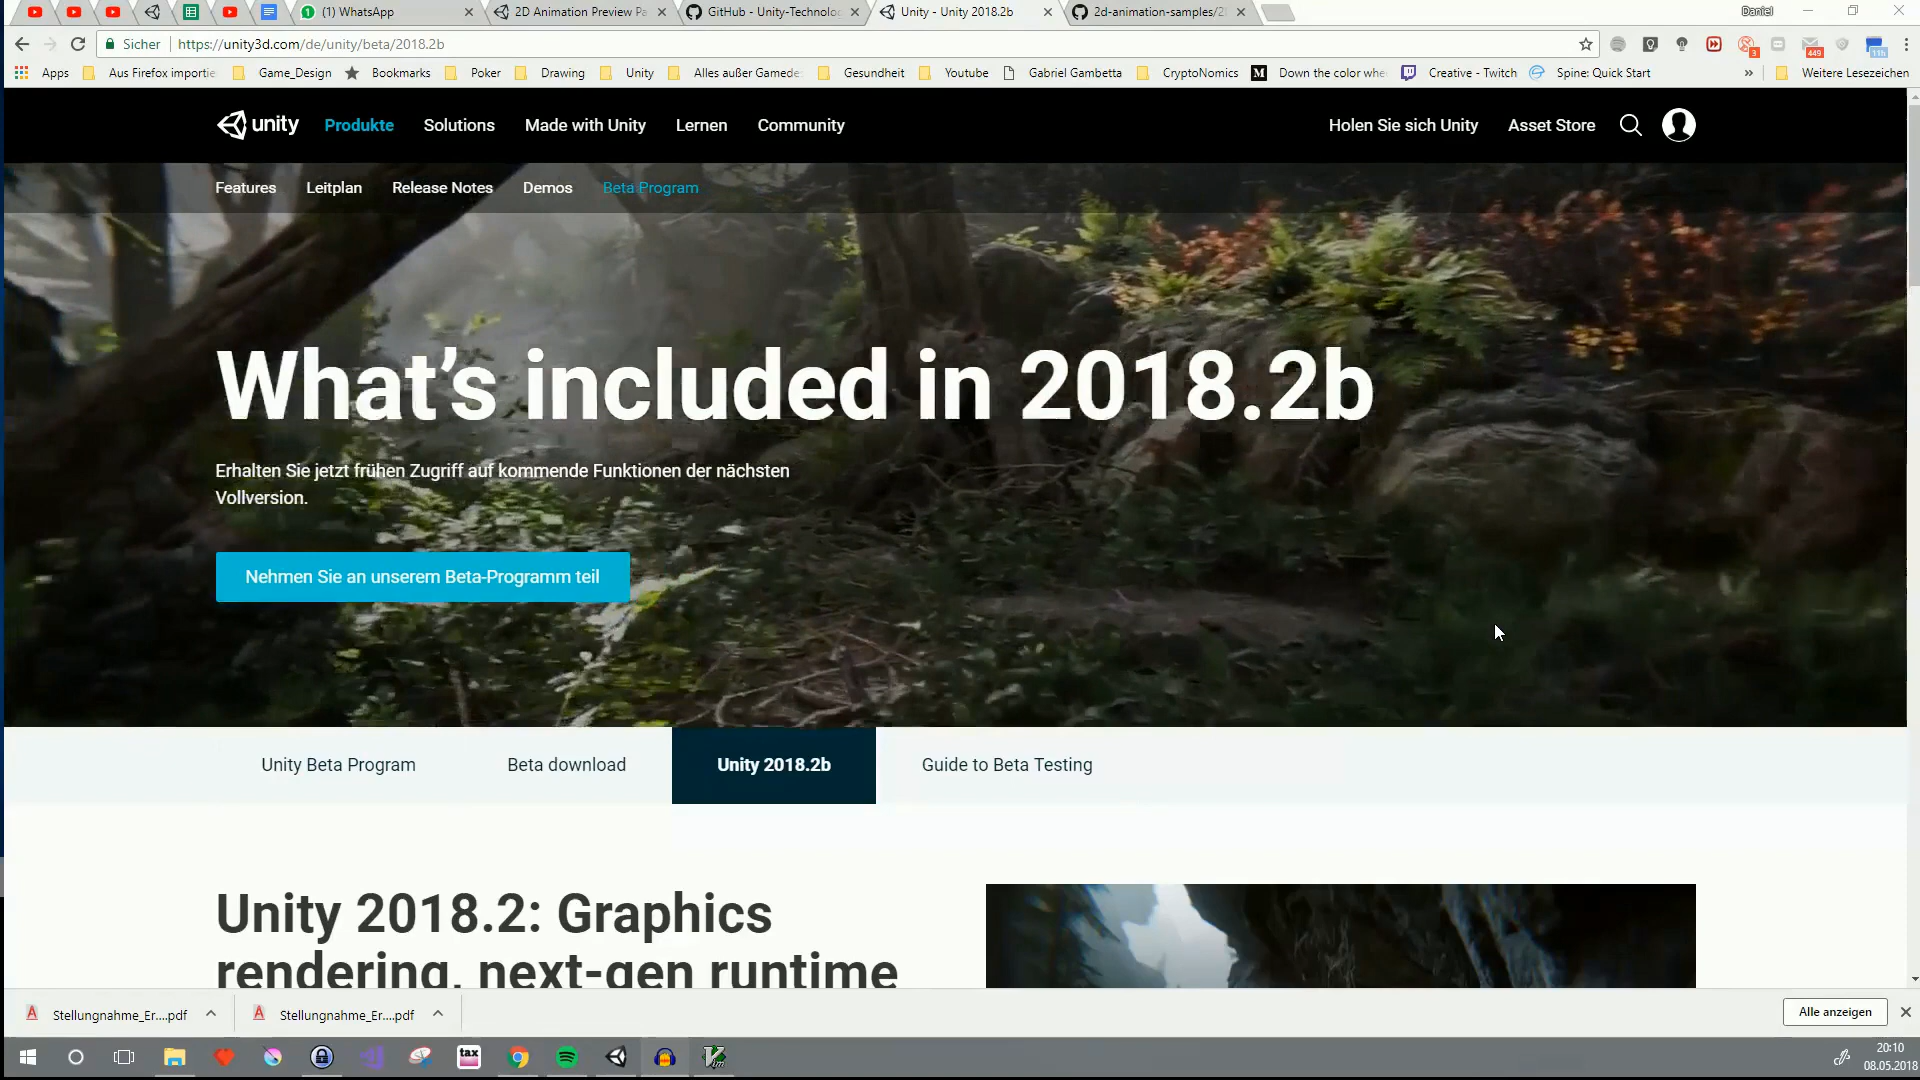 (1) WhatsApp
2D Animation Preview Pa
GitHub - Unity-Technolo
Unity - Unity 2018.2b
2d-animation-samples/2
Daniel
Sicher
https://unity3d.com/de/unity/beta/2018.2b
3
449
11h
Apps
Aus Firefox importie
Game_Design
Bookmarks
Poker
Drawing
Unity
Alles außer Gamede
Gesundheit
Youtube
Gabriel Gambetta
CryptoNomics
M
Down the color whe
Creative - Twitch
Spine: Quick Start
»
Weitere Lesezeichen
unity
Produkte
Solutions
Made with Unity
Lernen
Community
Holen Sie sich Unity
Asset Store
Features
Leitplan
Release Notes
Demos
Beta Program
What’s included in 2018.2b
Erhalten Sie jetzt frühen Zugriff auf kommende Funktionen der nächsten
Vollversion.
Nehmen Sie an unserem Beta-Programm teil
Unity Beta Program
Beta download
Unity 2018.2b
Guide to Beta Testing
Unity 2018.2: Graphics
rendering, next-gen runtime
Stellungnahme_Er....pdf
Stellungnahme_Er....pdf
Alle anzeigen
tax
20:10
08.05.2018